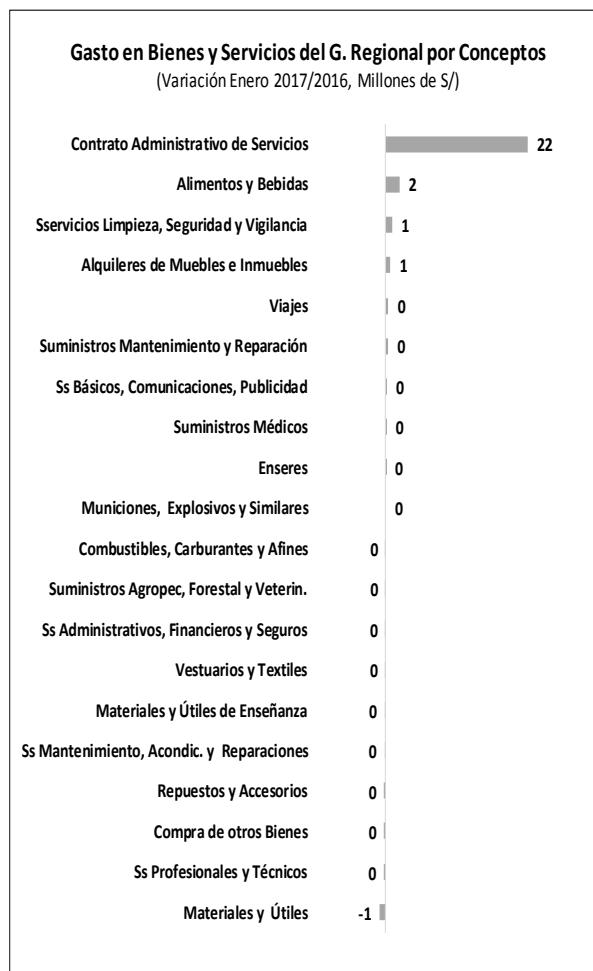 Gasto en Bienes y Servicios del G. Regional por Conceptos
(Variación Enero 2017/2016, Millones de S/)
Contrato Administrativo de Servicios 22
Alimentos y Bebidas 2
Sservicios Limpieza, Seguridad y Vigilancia 1
Alquileres de Muebles e Inmuebles 1
Viajes 0
Suministros Mantenimiento y Reparación 0
Ss Básicos, Comunicaciones, Publicidad 0
Suministros Médicos 0
Enseres 0
Municiones, Explosivos y Similares 0
Combustibles, Carburantes y Afines 0
Suministros Agropec, Forestal y Veterin. 0
Ss Administrativos, Financieros y Seguros 0
Vestuarios y Textiles 0
Materiales y Útiles de Enseñanza 0
Ss Mantenimiento, Acondic. y Reparaciones 0
Repuestos y Accesorios 0
Compra de otros Bienes 0
Ss Profesionales y Técnicos 0
Materiales y Útiles -1